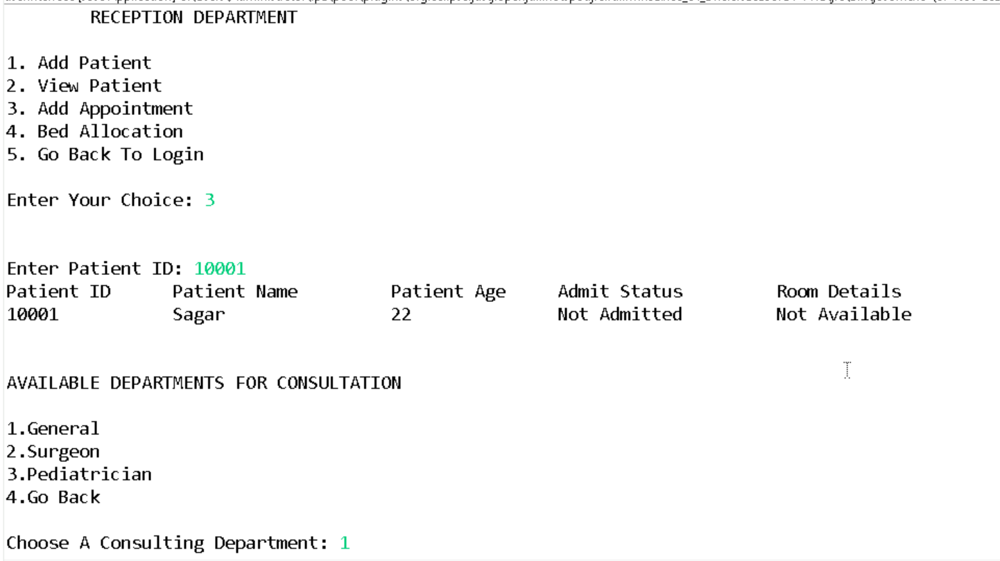 RECEPTION DEPARTMENT
1. Add Patient
2. View Patient
3. Add Appointment
4. Bed Allocation
5. Go Back To Login
Enter Your Choice: 3
Enter Patient ID: 10001
Patient ID Patient Name Patient Age Admit Status Room Details
10001 Sagar 22 Not Admitted Not Available
AVAILABLE DEPARTMENTS FOR CONSULTATION
1.General
2.Surgeon
3.Pediatrician
4.Go Back
Choose A Consulting Department: 1